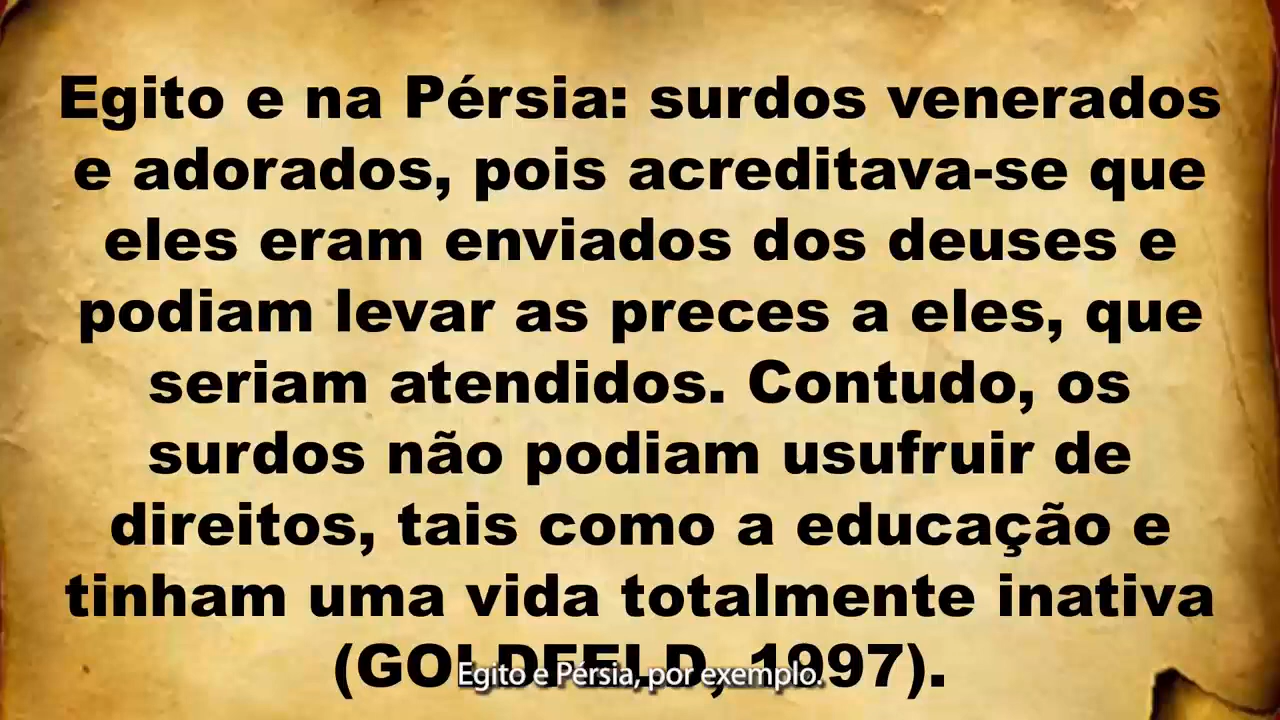 Egito e na Pérsia: surdos venerados
e adorados, pois acreditava-se que
eles eram enviados dos deuses e
podiam levar as preces a eles, que
seriam atendidos. Contudo, os
surdos não podiam usufruir de
direitos, tais como a educação e
tinham uma vida totalmente inativa
(GOLDFELD, 1997).
Egito e Pérsia, por exemplo.